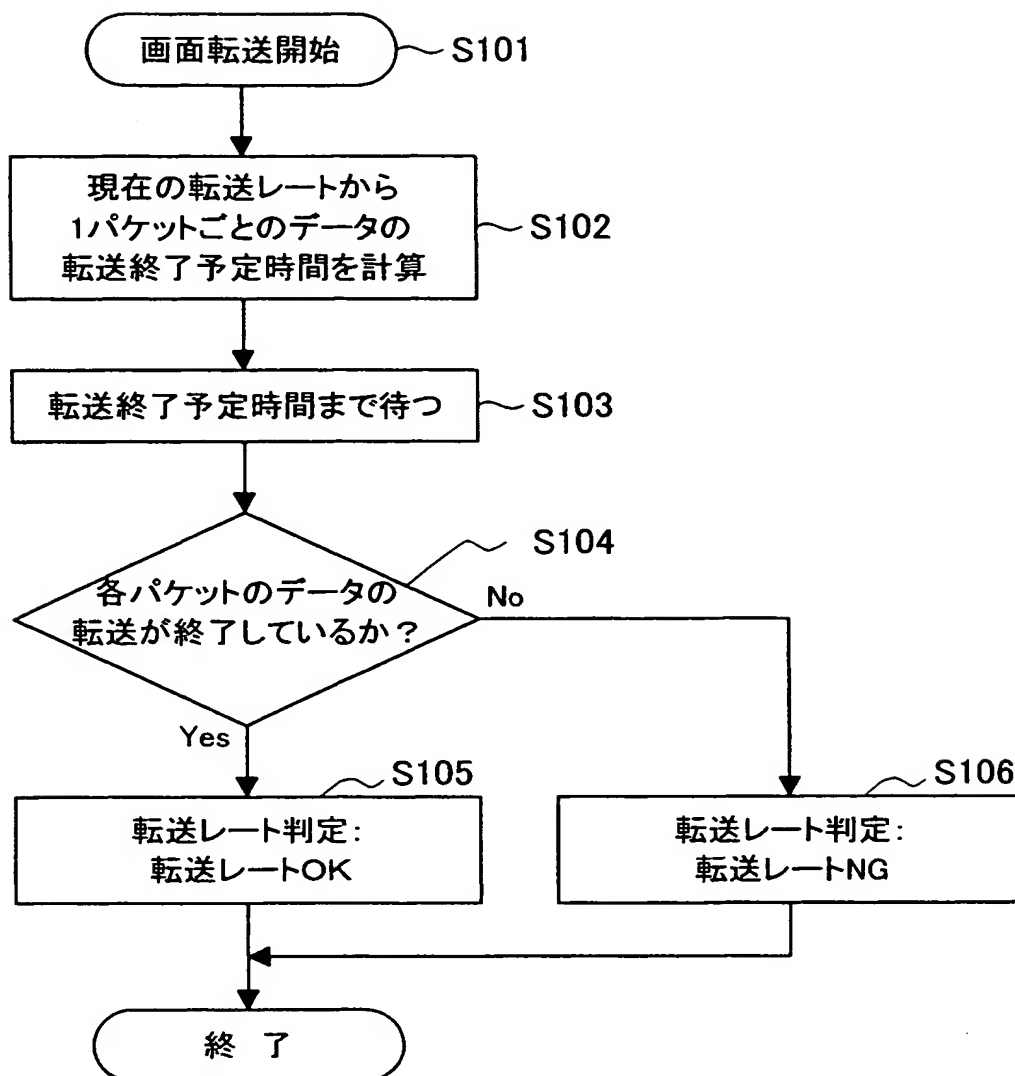 画面転送開始
S101
現在の転送レートから
1パケットごとのデータの
転送終了予定時間を計算
S102
転送終了予定時間まで待つ
S103
S104
各パケットのデータの
転送が終了しているか？
No
Yes
S105
転送レート判定:
転送レートOK
S106
転送レート判定:
転送レートNG
終 了